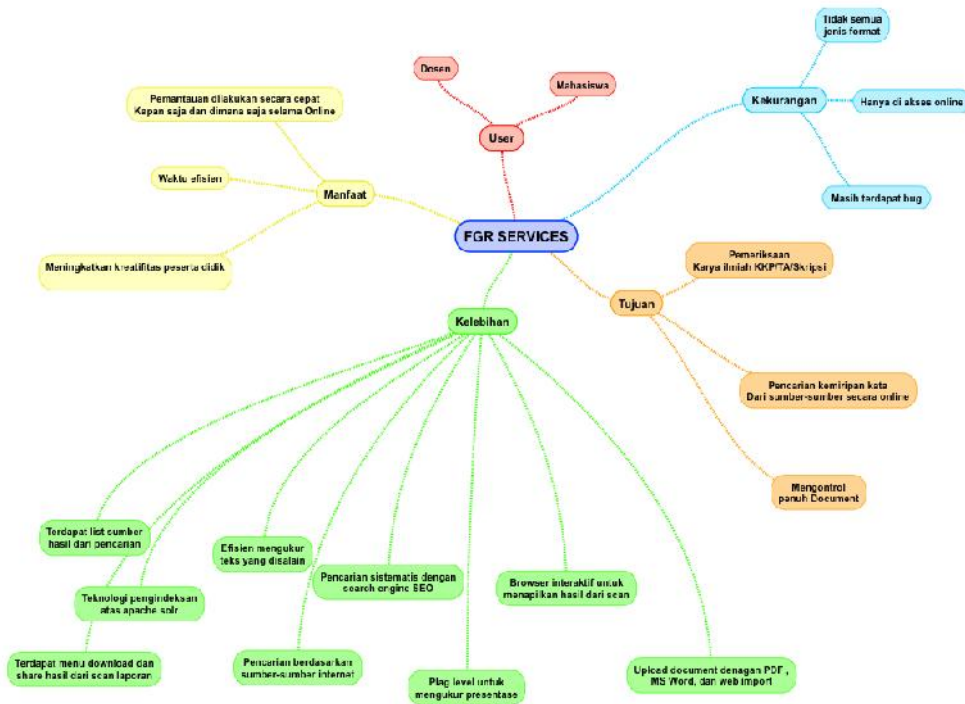 Tidak semua
jenis format
Dosen
Mahasiswa
Pemantauan dilakukan secara cepat
Kapan saja dan dimana saja selama Online
Kekurangan
Hanya di akses online
User
Waktu efisien
Manfaat
Masih terdapat bug
FGR SERVICES
Meningkatkan kreatifitas peserta didik
Pemeriksaan
Karya ilmiah KKP/TA/Skripsi
Tujuan
Kelebihan
Pencarian kemiripan kata
Dari sumber-sumber secara online
Mengontrol
penuh Document
Terdapat list sumber
hasil dari pencarian
Efisien mengukur
teks yang disalain
Pencarian sistematis dengan
search engine SEO
Browser interaktif untuk
menapilkan hasil dari scan
Teknologi pengindeksan
atas apache solr
Terdapat menu download dan
share hasil dari scan laporan
Pencarian berdasarkan
sumber-sumber internet
Plag level untuk
mengukur presentase
Upload document denagan PDF ,
MS Word, dan web import